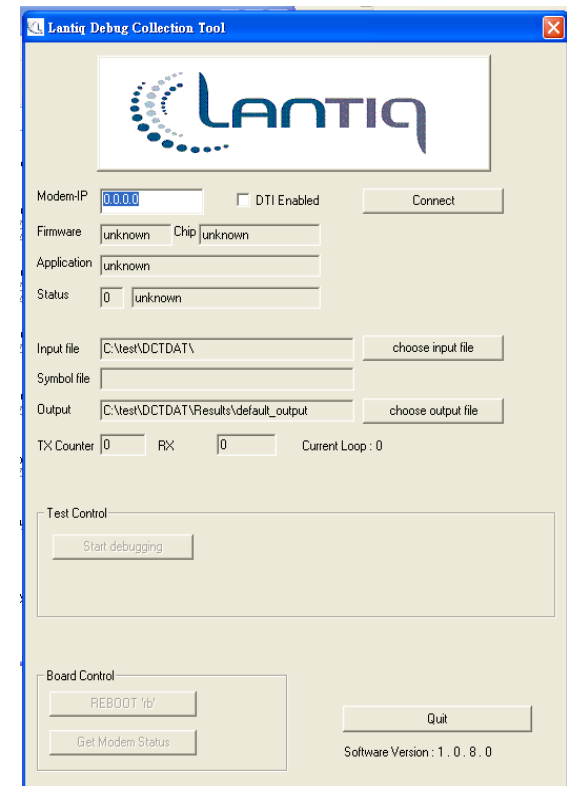 Lantiq Debug Collection Tool
LANTIQ
Modem-IP 0.0.0.0 DTI Enabled Connect
Firmware unknown Chip unknown
Application unknown
Status 0 unknown
Input file C:\test\DCTDAT\ choose input file
Symbol file
Output C:\test\DCTDAT\Results\default_output choose output file
TX Counter 0 RX 0 Current Loop : 0
Test Control
Start debugging
Board Control
REBOOT 'rb'
Get Modem Status
Quit
Software Version : 1 . 0 . 8 . 0